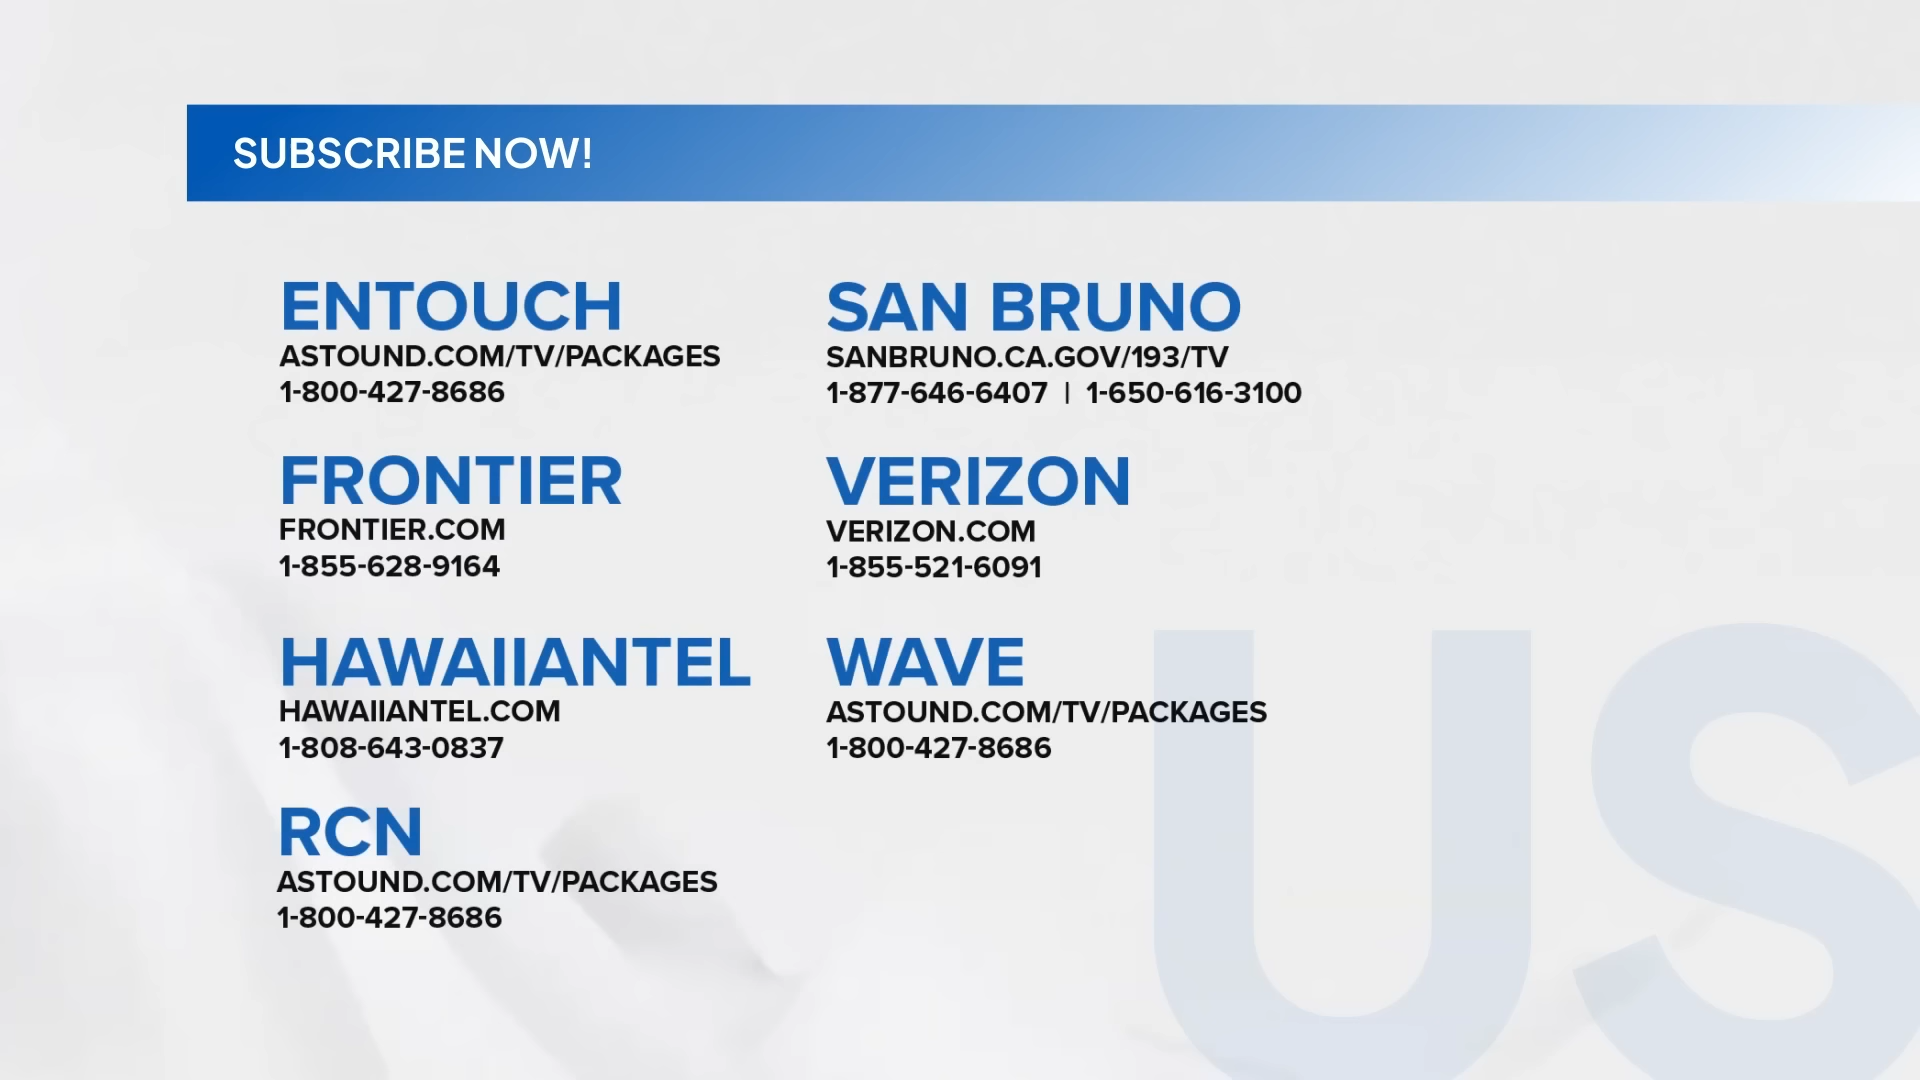 SUBSCRIBE NOW!
ENTOUCH
ASTOUND.COM/TV/PACKAGES
1-800-427-8686
FRONTIER
FRONTIER.COM
1-855-628-9164
HAWAIIANTEL
HAWAIIANTEL.COM
1-808-643-0837
RCN
ASTOUND.COM/TV/PACKAGES
1-800-427-8686
SAN BRUNO
SANBRUNO.CA.GOV/193/TV
1-877-646-6407 | 1-650-616-3100
VERIZON
VERIZON.COM
1-855-521-6091
WAVE
ASTOUND.COM/TV/PACKAGES
1-800-427-8686
US